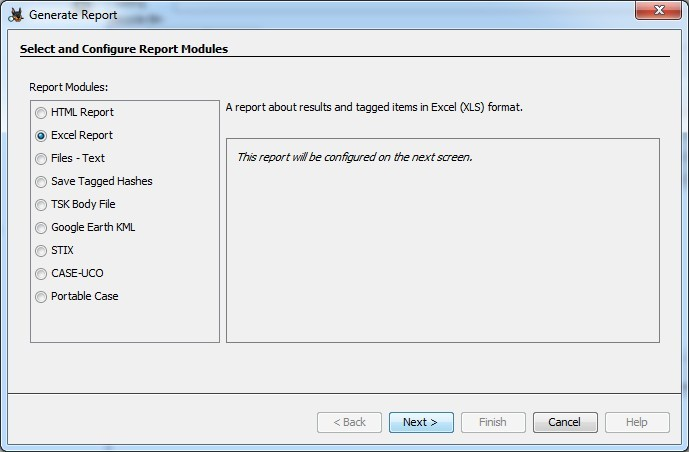 Generate Report
Select and Configure Report Modules
Report Modules:
HTML Report
Excel Report
Files - Text
Save Tagged Hashes
TSK Body File
Google Earth KML
STIX
CASE-UCO
Portable Case
A report about results and tagged items in Excel (XLS) format.
This report will be configured on the next screen.
< Back
Next >
Finish
Cancel
Help